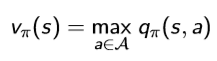 v_π(s) = max_{a∈𝒜} q_π(s, a)